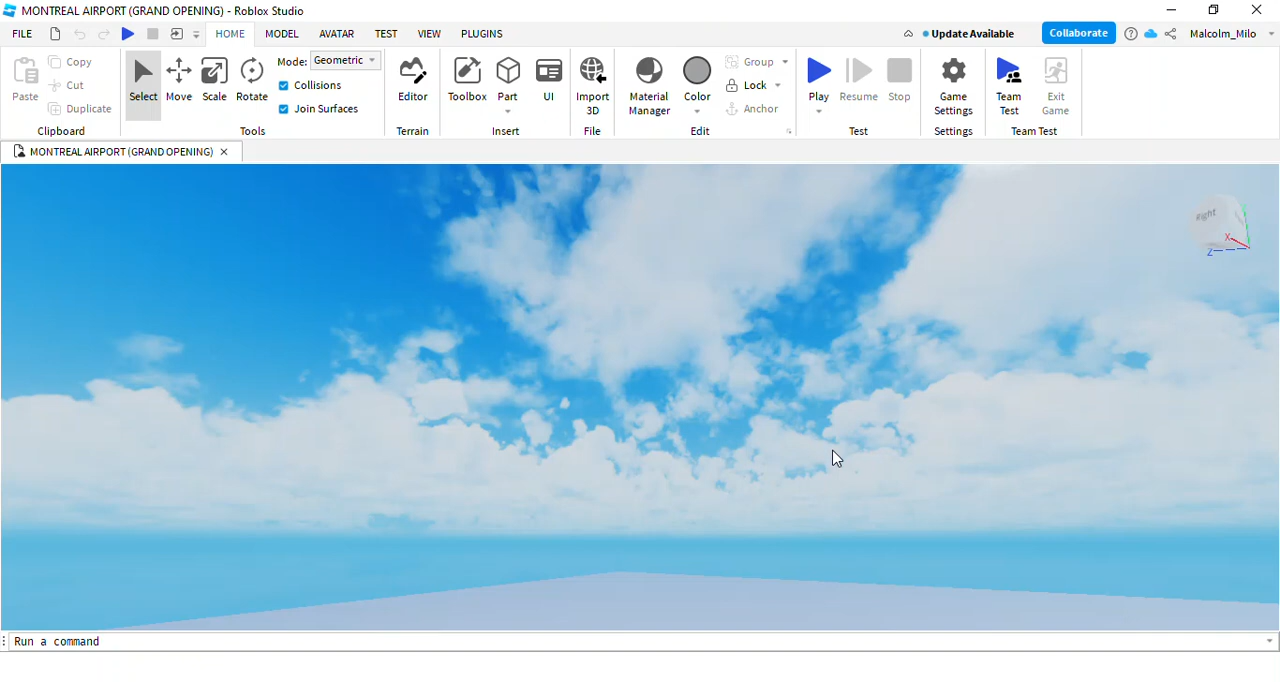 MONTREAL AIRPORT (GRAND OPENING) - Roblox Studio
FILE
HOME
MODEL
AVATAR
TEST
VIEW
PLUGINS
Update Available
Collaborate
Malcolm_Milo
Paste
Copy
Cut
Duplicate
Clipboard
Select
Move
Scale
Rotate
Mode: Geometric
Collisions
Join Surfaces
Tools
Editor
Terrain
Toolbox
Part
UI
Insert
Import
3D
File
Material
Manager
Color
Group
Lock
Anchor
Edit
Play
Resume
Stop
Test
Game
Settings
Settings
Team
Test
Exit
Game
Team Test
MONTREAL AIRPORT (GRAND OPENING)
Right
X
Z
Run a command